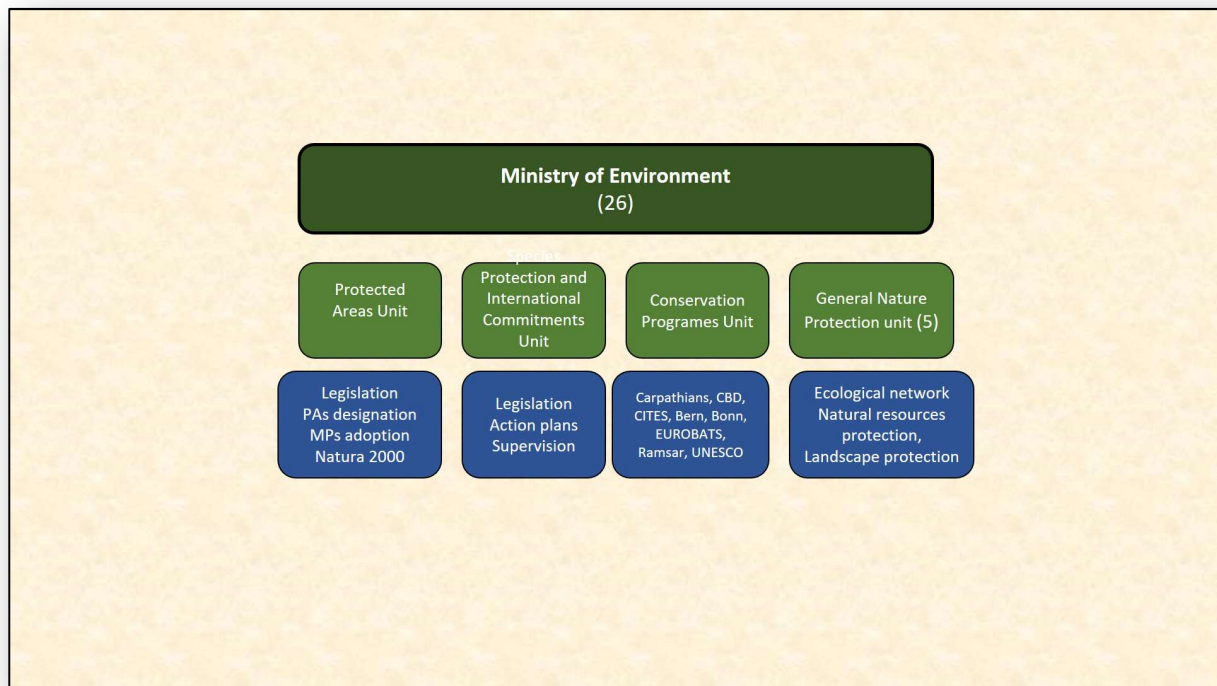 Ministry of Environment
(26)
Protected
Areas Unit
Species
Protection and
International
Commitments
Unit
Conservation
Programes Unit
General Nature
Protection unit (5)
Legislation
PAs designation
MPs adoption
Natura 2000
Legislation
Action plans
Supervision
Carpathians, CBD,
CITES, Bern, Bonn,
EUROBATS,
Ramsar, UNESCO
Ecological network
Natural resources
protection,
Landscape protection